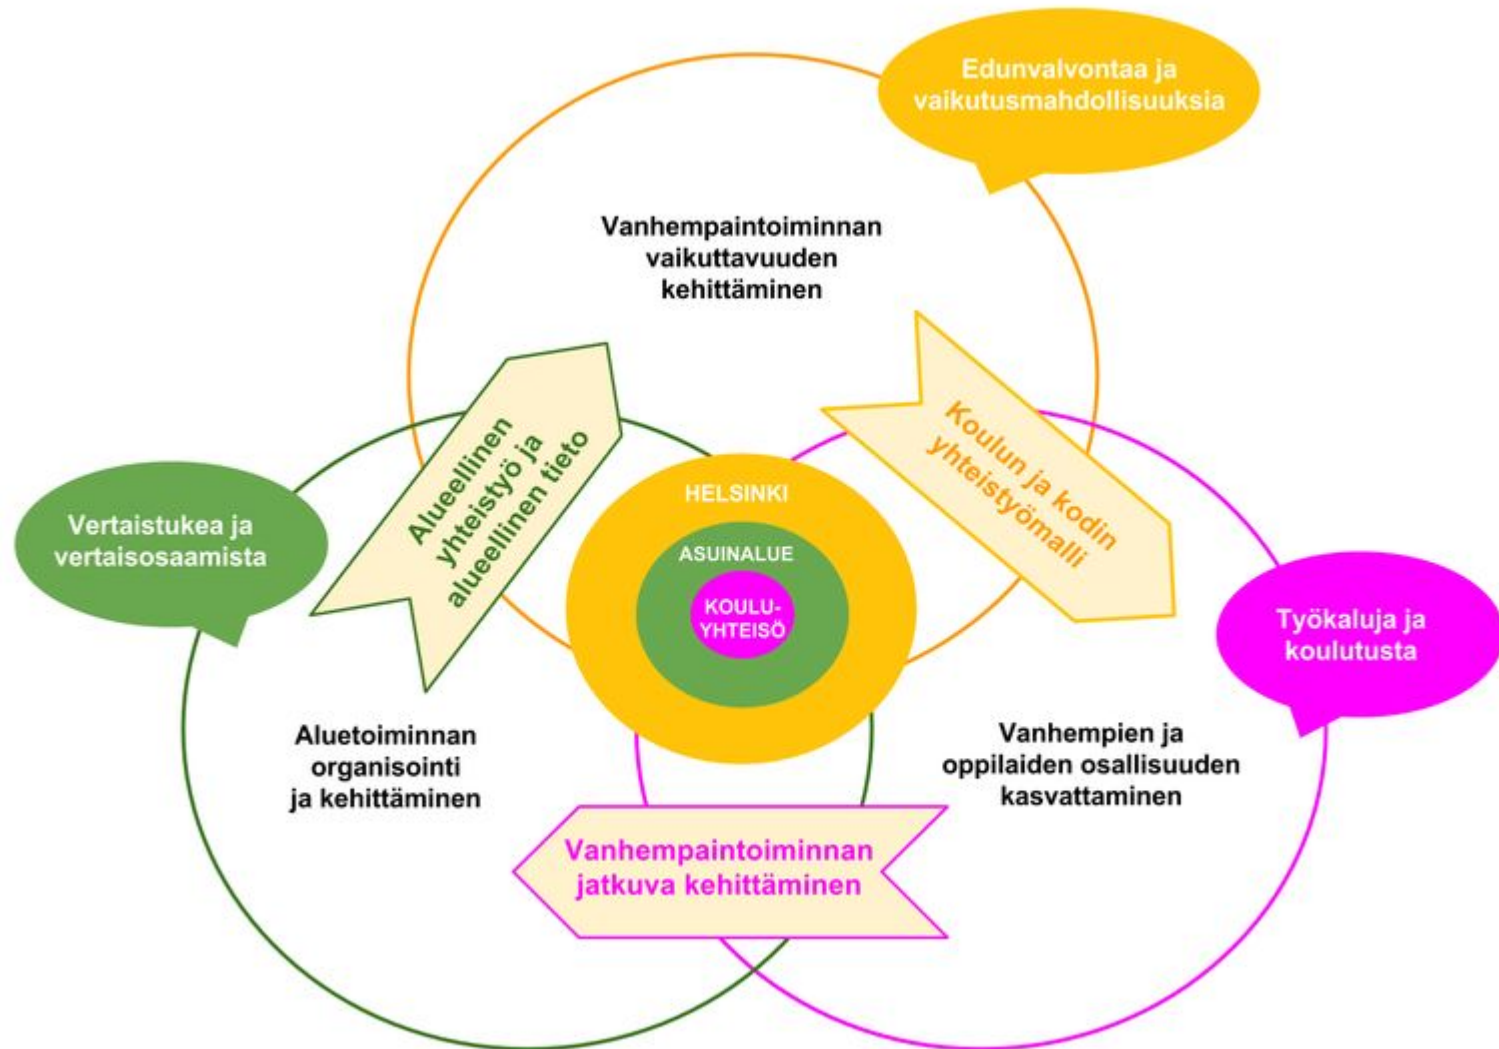 Edunvalvontaa ja
vaikutusmahdollisuuksia
Vanhempaintoiminnan
vaikuttavuuden
kehittäminen
Alueellinen
yhteistyö ja
alueellinen tieto
Koulun ja kodin
yhteistyömalli
HELSINKI
ASUINALUE
KOULU-
YHTEISÖ
Vertaistukea ja
vertaisosaamista
Työkaluja ja
koulutusta
Aluetoiminnan
organisointi
ja kehittäminen
Vanhempien ja
oppilaiden osallisuuden
kasvattaminen
Vanhempaintoiminnan
jatkuva kehittäminen